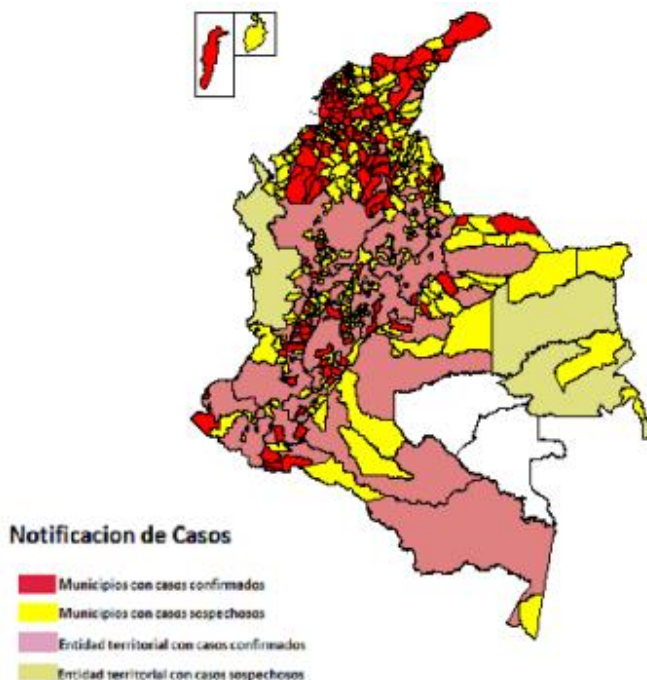 Notificacion de Casos
Municipios con casos confirmados
Municipios con casos sospechosos
Entidad territorial con casos confirmados
Entidad territorial con casos sospechosos